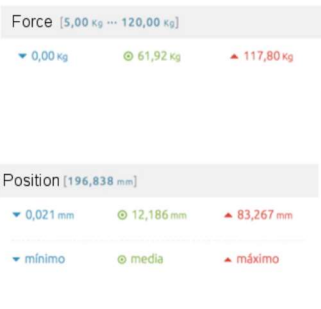 Force [5,00 Kg ... 120,00 Kg]
0,00 Kg 61,92 Kg 117,80 Kg
Position [196,838 mm]
0,021 mm 12,186 mm 83,267 mm
mínimo media máximo